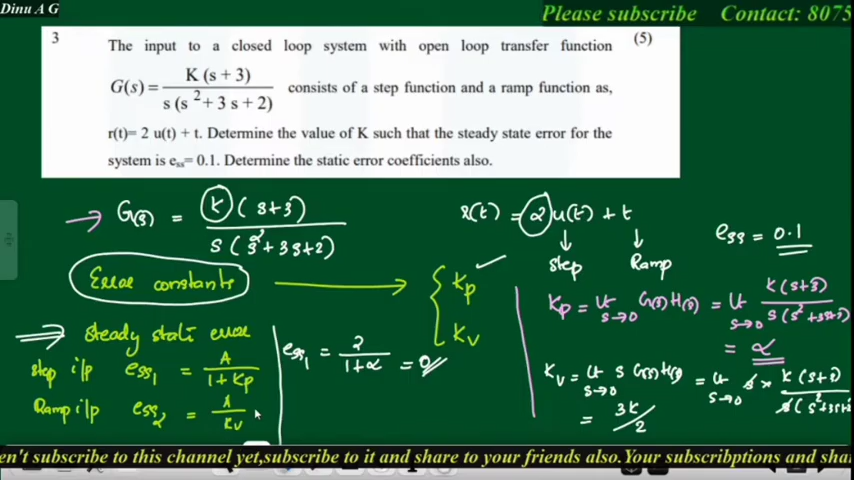 Dinu A G
Please subscribe Contact: 8075
3 The input to a closed loop system with open loop transfer function (5)
G(s)= K (s + 3) / s (s² + 3 s + 2) consists of a step function and a ramp function as,
r(t)= 2 u(t) + t. Determine the value of K such that the steady state error for the
system is ess= 0.1. Determine the static error coefficients also.
→ G(s) = K (s+3) / s(s²+3s+2)
r(t) = 2 u(t) + t
↓ ↓
Step Ramp
ess = 0.1
Error constants → { Kp ✓
Kv
Kp = Lt s→0 G(s)H(s) = Lt s→0 K(s+3) / s(s²+3s+2)
= ∝
Kv = Lt s→0 s G(s)H(s) = Lt s→0 s × K(s+3) / s(s²+3s+2
= 3K/2
⇒ Steady state error
Step i/p ess1 = A / 1+Kp
Ramp i/p ess2 = A / Kv
ess1 = 2 / 1+∝ = 0
en't subscribe to this channel yet,subscribe to it and share to your friends also.Your subscribptions and sha